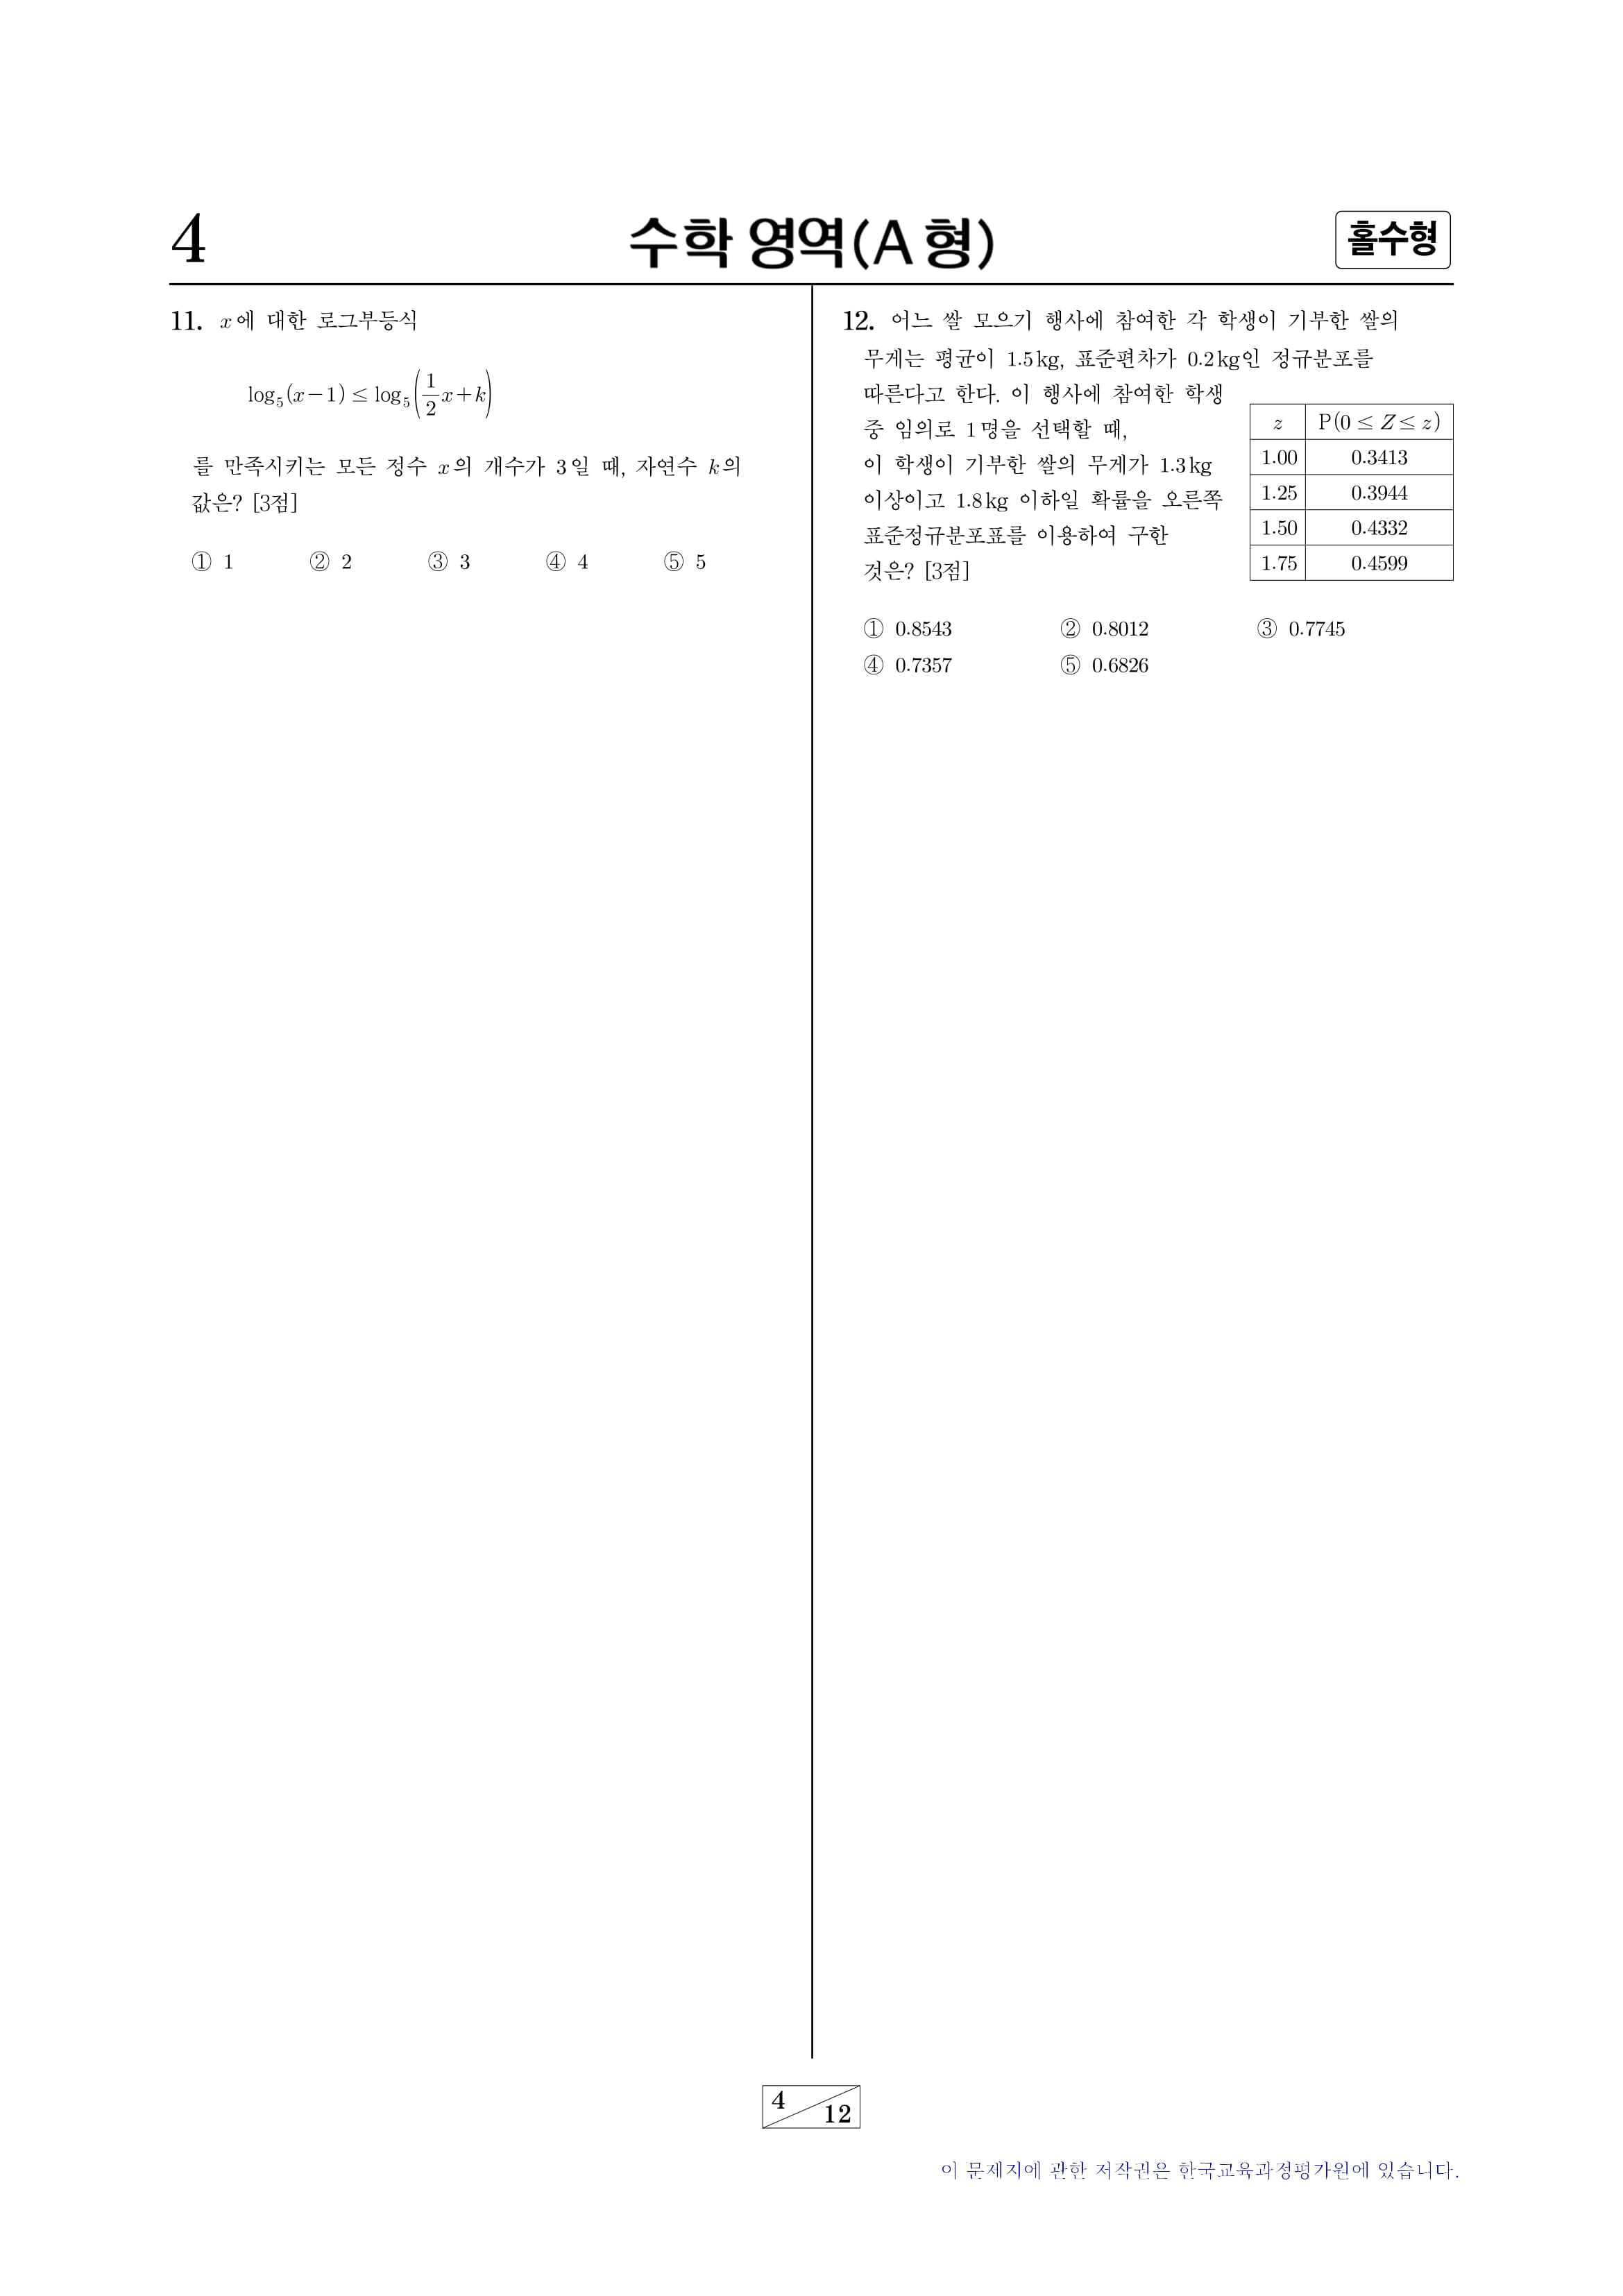 4
수학 영역(A 형)
홀수형
11. x에 대한 로그부등식
log₅(x−1) ≤ log₅(1/2 x+k)
를 만족시키는 모든 정수 x의 개수가 3일 때, 자연수 k의
값은? [3점]
① 1 ② 2 ③ 3 ④ 4 ⑤ 5
12. 어느 쌀 모으기 행사에 참여한 각 학생이 기부한 쌀의
무게는 평균이 1.5kg, 표준편차가 0.2kg인 정규분포를
따른다고 한다. 이 행사에 참여한 학생
중 임의로 1명을 선택할 때,
이 학생이 기부한 쌀의 무게가 1.3kg
이상이고 1.8kg 이하일 확률을 오른쪽
표준정규분포표를 이용하여 구한
것은? [3점]
z P(0 ≤ Z ≤ z)
1.00 0.3413
1.25 0.3944
1.50 0.4332
1.75 0.4599
① 0.8543 ② 0.8012 ③ 0.7745
④ 0.7357 ⑤ 0.6826
4 12
이 문제지에 관한 저작권은 한국교육과정평가원에 있습니다.